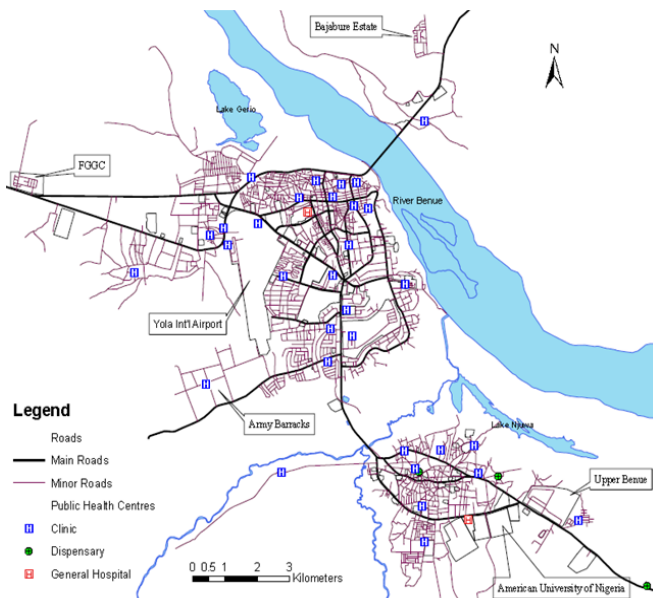 Bajabure Estate
N
Lake Gerio
FGGC
River Benue
Yola Int'l Airport
Army Barracks
Lake Njuwa
Upper Benue
American University of Nigeria
Legend
Roads
Main Roads
Minor Roads
Public Health Centres
Clinic
Dispensary
General Hospital
0 0.5 1 2 3
Kilometers